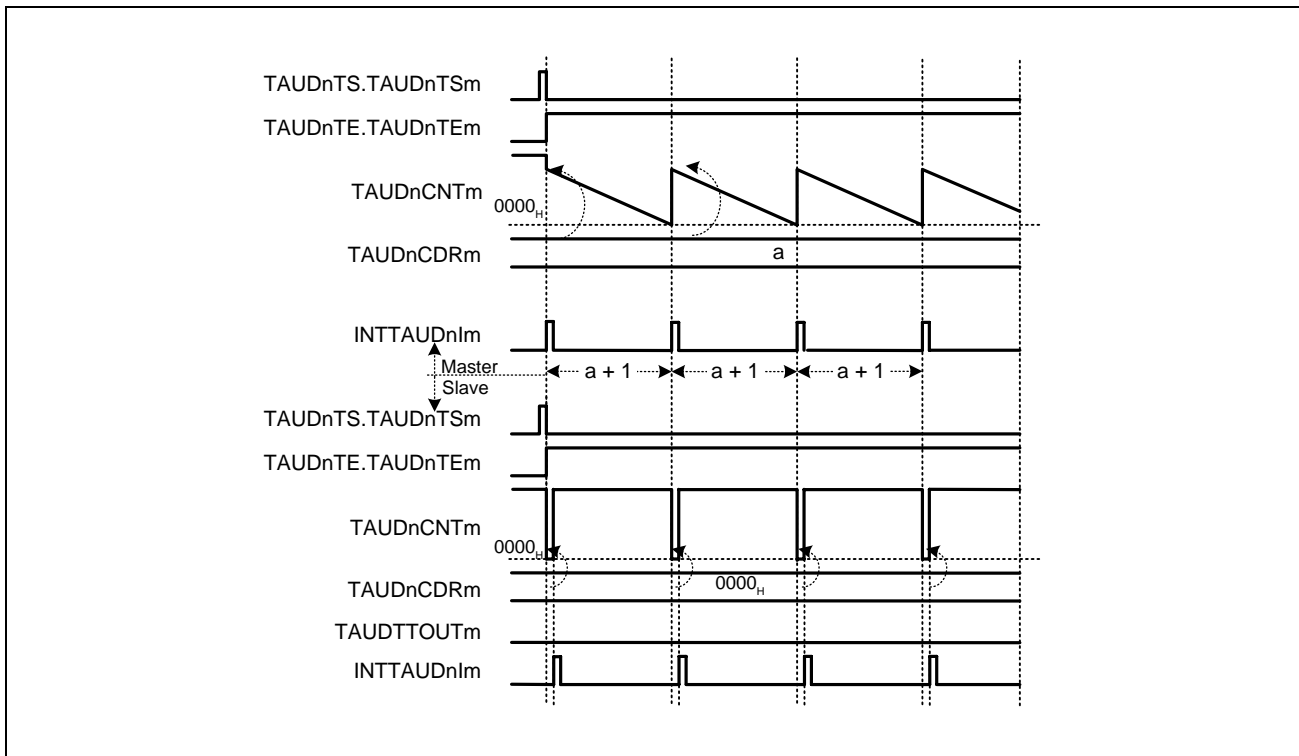 TAUDnTS.TAUDnTSm
TAUDnTE.TAUDnTEm
TAUDnCNTm
0000H
TAUDnCDRm
a
INTTAUDnIm
Master
a + 1 a + 1 a + 1
Slave
TAUDnTS.TAUDnTSm
TAUDnTE.TAUDnTEm
TAUDnCNTm
0000H
TAUDnCDRm
0000H
TAUDTTOUTm
INTTAUDnIm